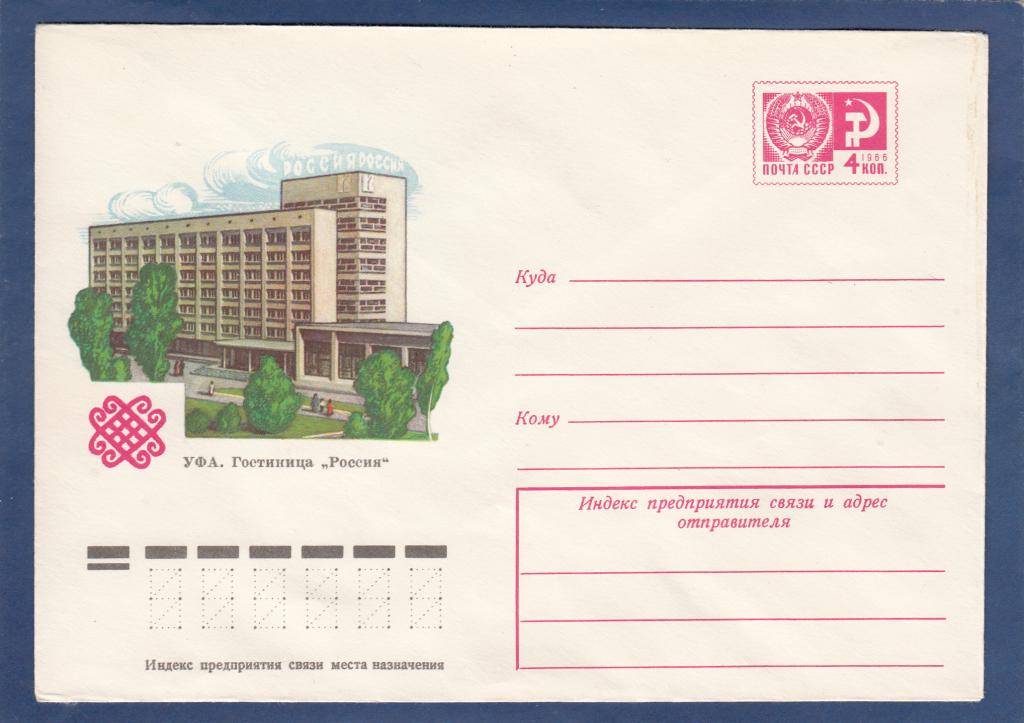 РОССИЯ РОССИЯ
1966
ПОЧТА СССР 4 КОП.
Куда
Кому
УФА. Гостиница „Россия“
Индекс предприятия связи и адрес
отправителя
Индекс предприятия связи места назначения